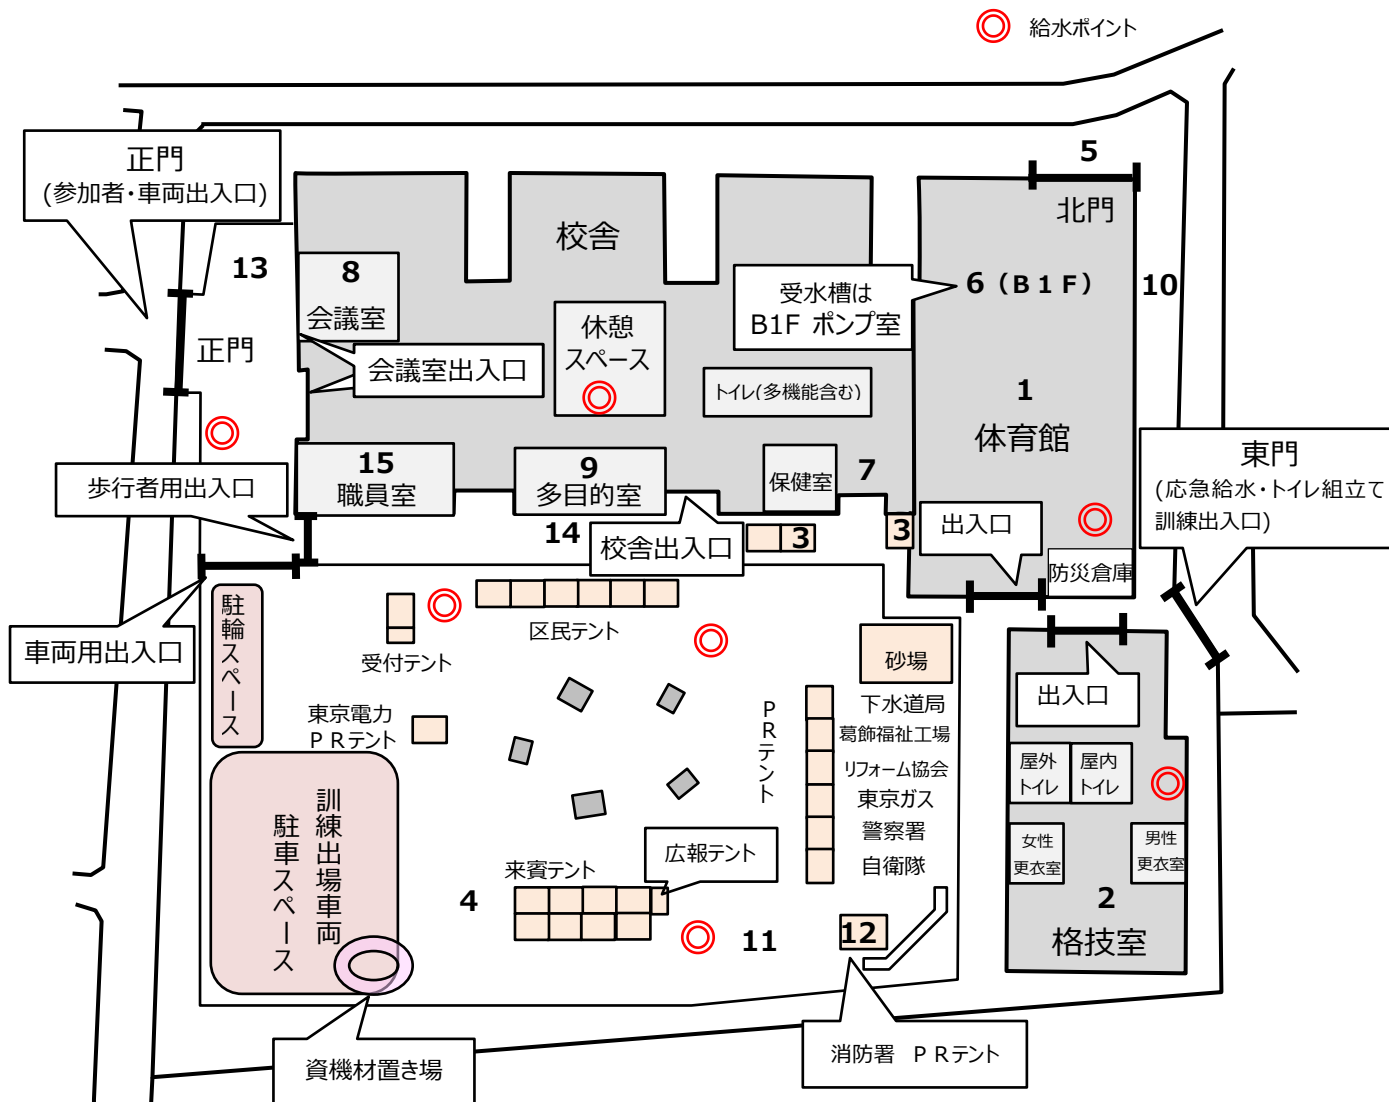 給水ポイント
正門
(参加者・車両出入口)
5
北門
校舎
13
8
会議室
受水槽は
B1F ポンプ室
6（B１F）
10
正門
会議室出入口
休憩
スペース
トイレ(多機能含む)
1
体育館
東門
(応急給水・トイレ組立て
訓練出入口)
歩行者用出入口
15
職員室
9
多目的室
保健室
7
14
校舎出入口
3
3
出入口
防災倉庫
車両用出入口
駐輪スペース
受付テント
区民テント
砂場
出入口
東京電力
ＰＲテント
ＰＲテント
下水道局
葛飾福祉工場
リフォーム協会
東京ガス
警察署
自衛隊
屋外
トイレ
屋内
トイレ
女性
更衣室
男性
更衣室
訓練出場車両
駐車スペース
来賓テント
広報テント
4
11
12
2
格技室
資機材置き場
消防署　ＰＲテント